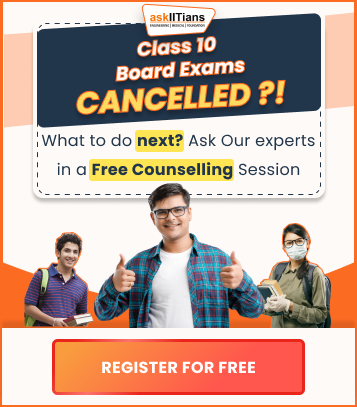 askIITians
ENGINEERING | MEDICAL | FOUNDATION
Class 10
Board Exams
CANCELLED ?!
What to do next? Ask Our experts
in a Free Counselling Session
REGISTER FOR FREE